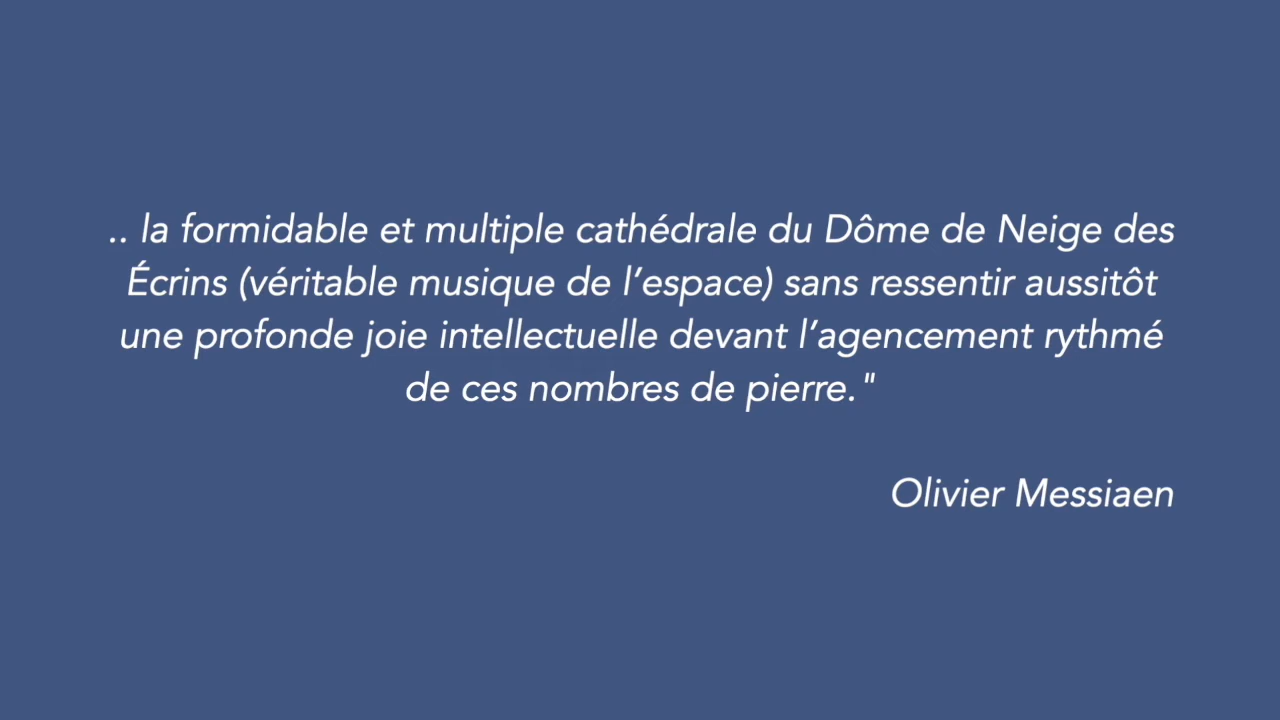 .. la formidable et multiple cathédrale du Dôme de Neige des
Écrins (véritable musique de l’espace) sans ressentir aussitôt
une profonde joie intellectuelle devant l’agencement rythmé
de ces nombres de pierre."
Olivier Messiaen